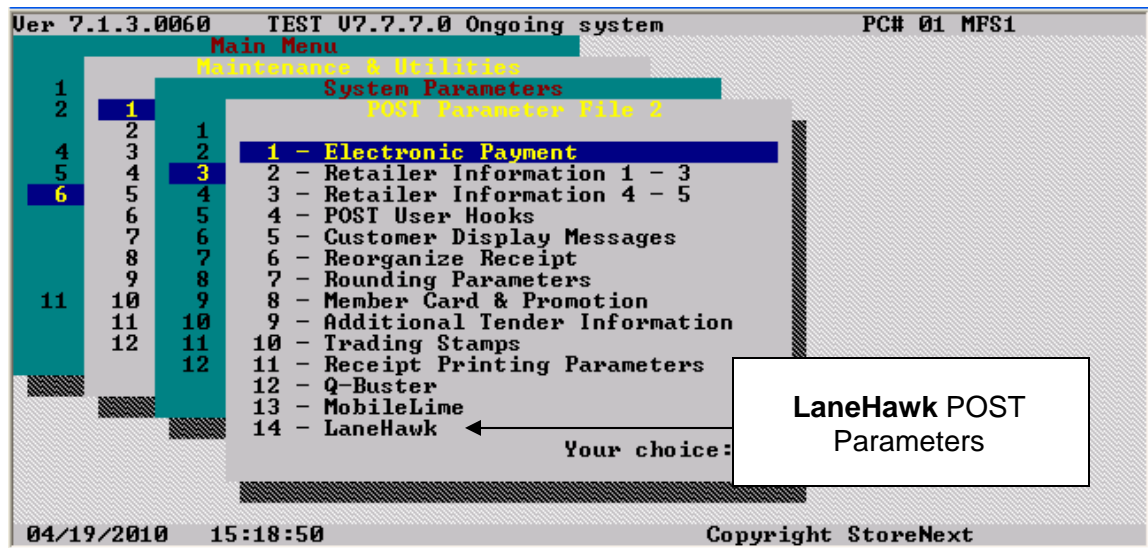 Ver 7.1.3.0060 TEST V7.7.7.0 Ongoing system PC# 01 MFS1
Main Menu
Maintenance & Utilities
1 System Parameters
2 1 POST Parameter File 2
2 1
4 3 2 1 - Electronic Payment
5 4 3 2 - Retailer Information 1 - 3
6 5 4 3 - Retailer Information 4 - 5
6 5 4 - POST User Hooks
7 6 5 - Customer Display Messages
8 7 6 - Reorganize Receipt
9 8 7 - Rounding Parameters
11 10 9 8 - Member Card & Promotion
11 10 9 - Additional Tender Information
12 11 10 - Trading Stamps
12 11 - Receipt Printing Parameters
12 - Q-Buster
13 - MobileLime
14 - LaneHawk
Your choice:
LaneHawk POST
Parameters
04/19/2010 15:18:50 Copyright StoreNext